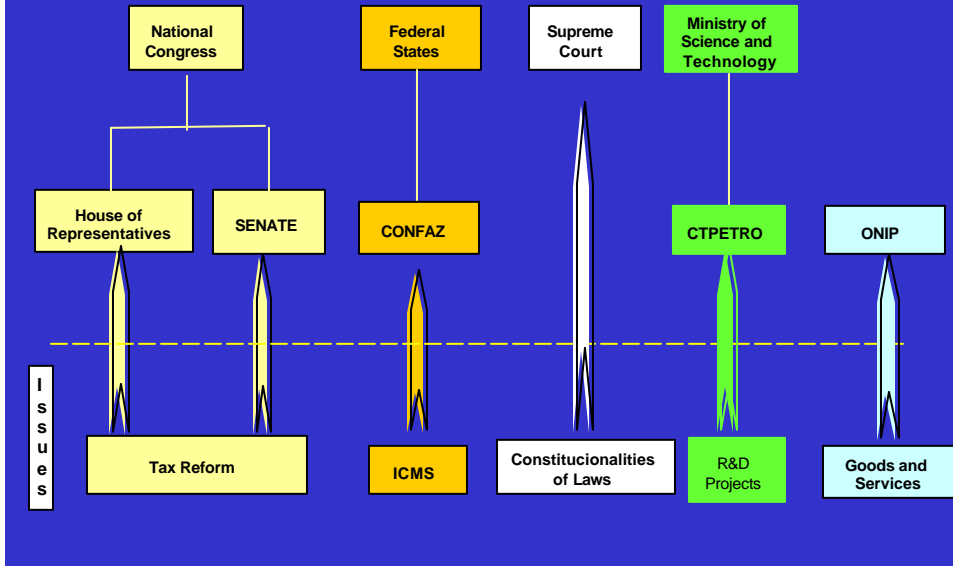 National
Congress
Federal
States
Supreme
Court
Ministry of
Science and
Technology
House of
Representatives
SENATE
CONFAZ
CTPETRO
ONIP
I
s
s
u
e
s
Tax Reform
ICMS
Constitucionalities
of Laws
R&D
Projects
Goods and
Services